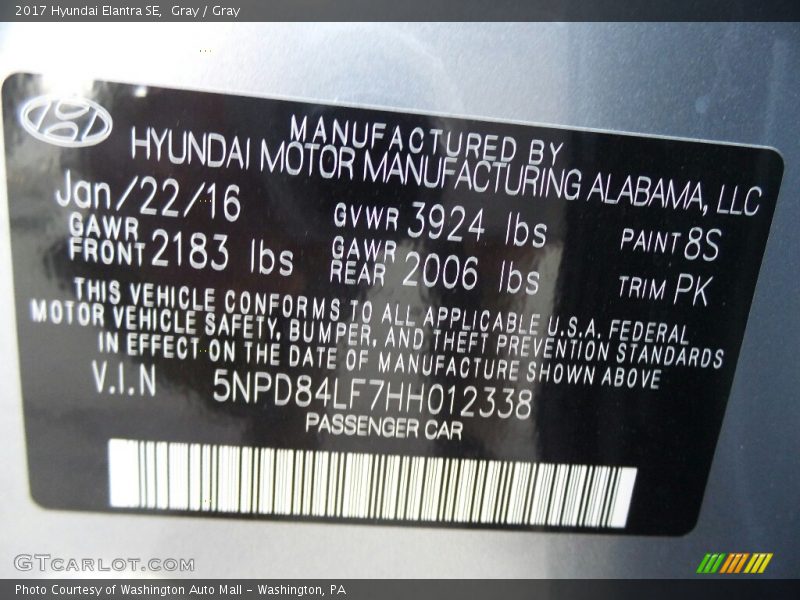 2017 Hyundai Elantra SE, Gray / Gray
MANUFACTURED BY
HYUNDAI MOTOR MANUFACTURING ALABAMA, LLC
Jan/22/16 GVWR 3924 lbs PAINT 8S
GAWR FRONT 2183 lbs GAWR REAR 2006 lbs TRIM PK
THIS VEHICLE CONFORMS TO ALL APPLICABLE U.S.A. FEDERAL
MOTOR VEHICLE SAFETY, BUMPER, AND THEFT PREVENTION STANDARDS
IN EFFECT ON THE DATE OF MANUFACTURE SHOWN ABOVE
V.I.N 5NPD84LF7HH012338
PASSENGER CAR
GTcarlot.com
Photo Courtesy of Washington Auto Mall - Washington, PA